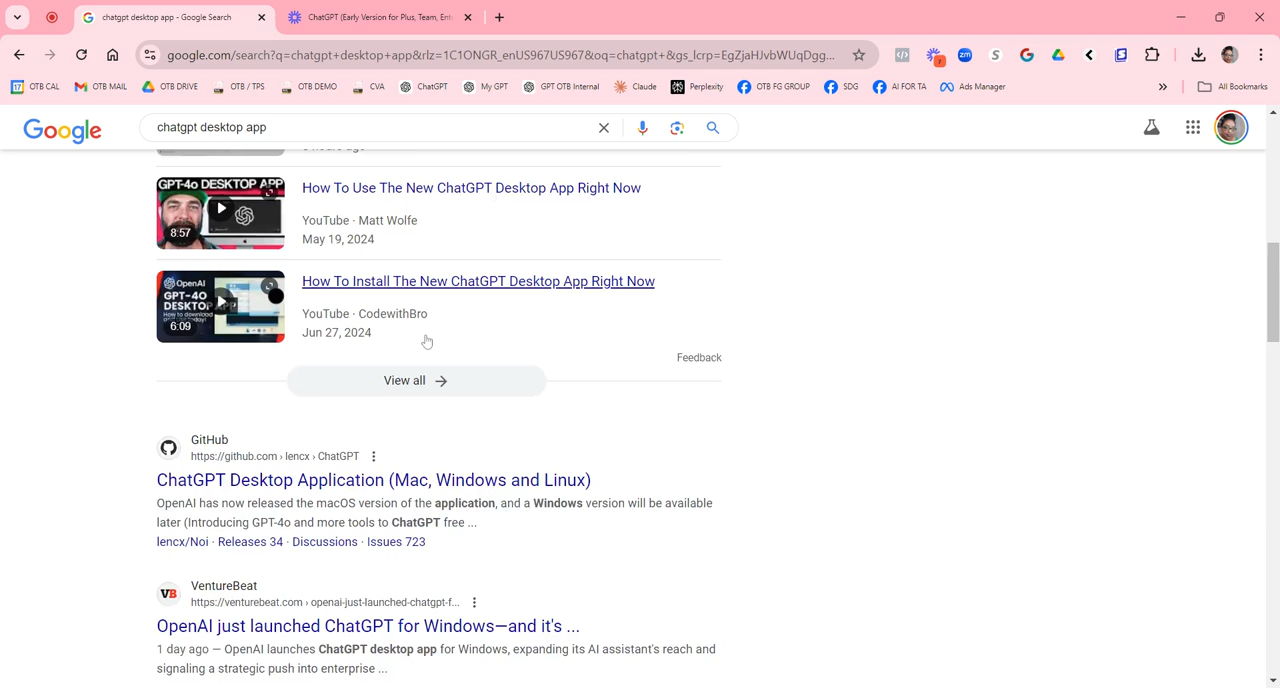 chatgpt desktop app - Google Search
ChatGPT (Early Version for Plus, Team, Ent
google.com/search?q=chatgpt+desktop+app&rlz=1C1ONGR_enUS967US967&oq=chatgpt+&gs_lcrp=EgZjaHJvbWUqDgg...
OTB CAL
OTB MAIL
OTB DRIVE
OTB / TPS
OTB DEMO
CVA
ChatGPT
My GPT
GPT OTB Internal
Claude
Perplexity
OTB FG GROUP
SDG
AI FOR TA
Ads Manager
All Bookmarks
Google
chatgpt desktop app
GPT-4o DESKTOP APP
8:57
How To Use The New ChatGPT Desktop App Right Now
YouTube · Matt Wolfe
May 19, 2024
OpenAI
GPT-4O
DESKTOP
6:09
How To Install The New ChatGPT Desktop App Right Now
YouTube · CodewithBro
Jun 27, 2024
Feedback
View all
GitHub
https://github.com › lencx › ChatGPT
ChatGPT Desktop Application (Mac, Windows and Linux)
OpenAI has now released the macOS version of the application, and a Windows version will be available
later (Introducing GPT-4o and more tools to ChatGPT free ...
lencx/Noi · Releases 34 · Discussions · Issues 723
VB
VentureBeat
https://venturebeat.com › openai-just-launched-chatgpt-f...
OpenAI just launched ChatGPT for Windows—and it's ...
1 day ago — OpenAI launches ChatGPT desktop app for Windows, expanding its AI assistant's reach and
signaling a strategic push into enterprise ...